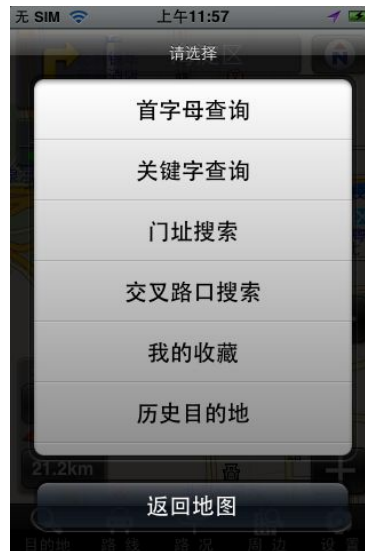 无 SIM 上午11:57
请选择
首字母查询
关键字查询
门址搜索
交叉路口搜索
我的收藏
历史目的地
21.2km
返回地图
目的地 路线 路况 周边 设置